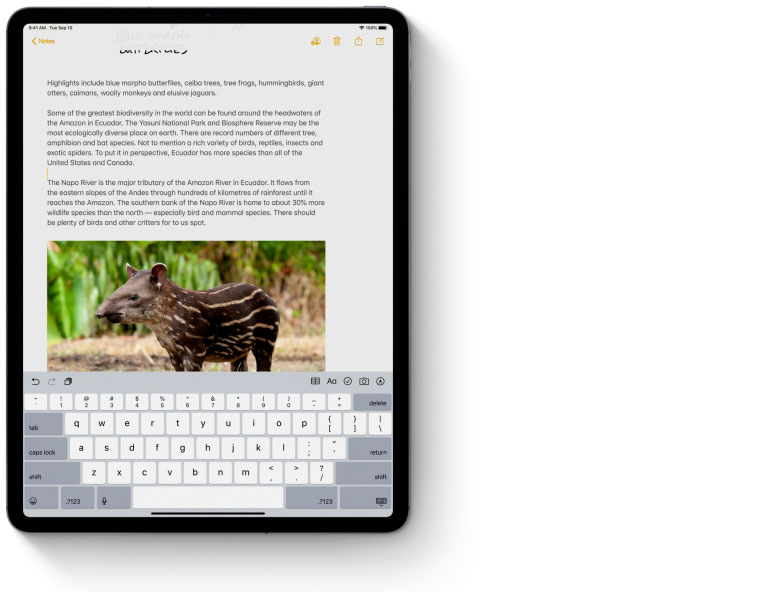 9:41 AM Tue Sep 10
100%
Notes
BLUE MORPHO
BUTTERFLIES
Highlights include blue morpho butterflies, ceiba trees, tree frogs, hummingbirds, giant
otters, caimans, woolly monkeys and elusive jaguars.
Some of the greatest biodiversity in the world can be found around the headwaters of
the Amazon in Ecuador. The Yasuni National Park and Biosphere Reserve may be the
most ecologically diverse place on earth. There are record numbers of different tree,
amphibian and bat species. Not to mention a rich variety of birds, reptiles, insects and
exotic spiders. To put it in perspective, Ecuador has more species than all of the
United States and Canada.
The Napo River is the major tributary of the Amazon River in Ecuador. It flows from
the eastern slopes of the Andes through hundreds of kilometres of rainforest until it
reaches the Amazon. The southern bank of the Napo River is home to about 30% more
wildlife species than the north — especially bird and mammal species. There should
be plenty of birds and other critters for to us spot.
Aa
~ ! @ # $ % ^ & * ( ) _ +
` 1 2 3 4 5 6 7 8 9 0 - = delete
tab q w e r t y u i o p { [ } ] | \
caps lock a s d f g h j k l : ; " ' return
shift z x c v b n m < , > . ? / shift
.?123 .?123